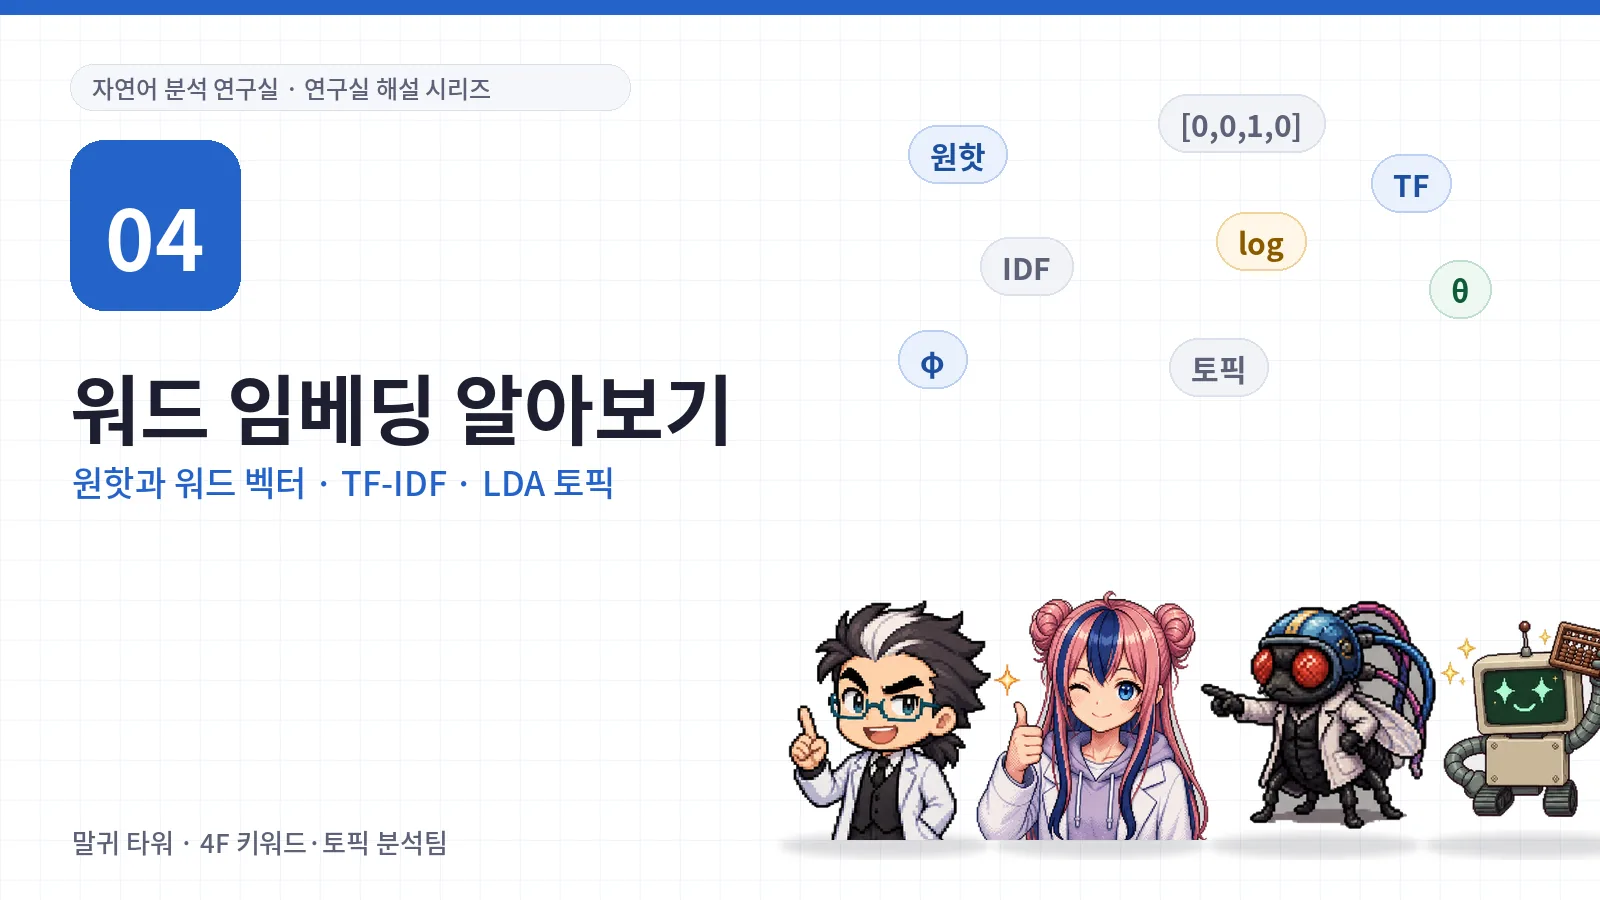 자연어 분석 연구실 · 연구실 해설 시리즈
04
워드 임베딩 알아보기
원핫과 워드 벡터 · TF-IDF · LDA 토픽
원핫
[0,0,1,0]
TF
IDF
log
θ
φ
토픽
말귀 타워 · 4F 키워드·토픽 분석팀